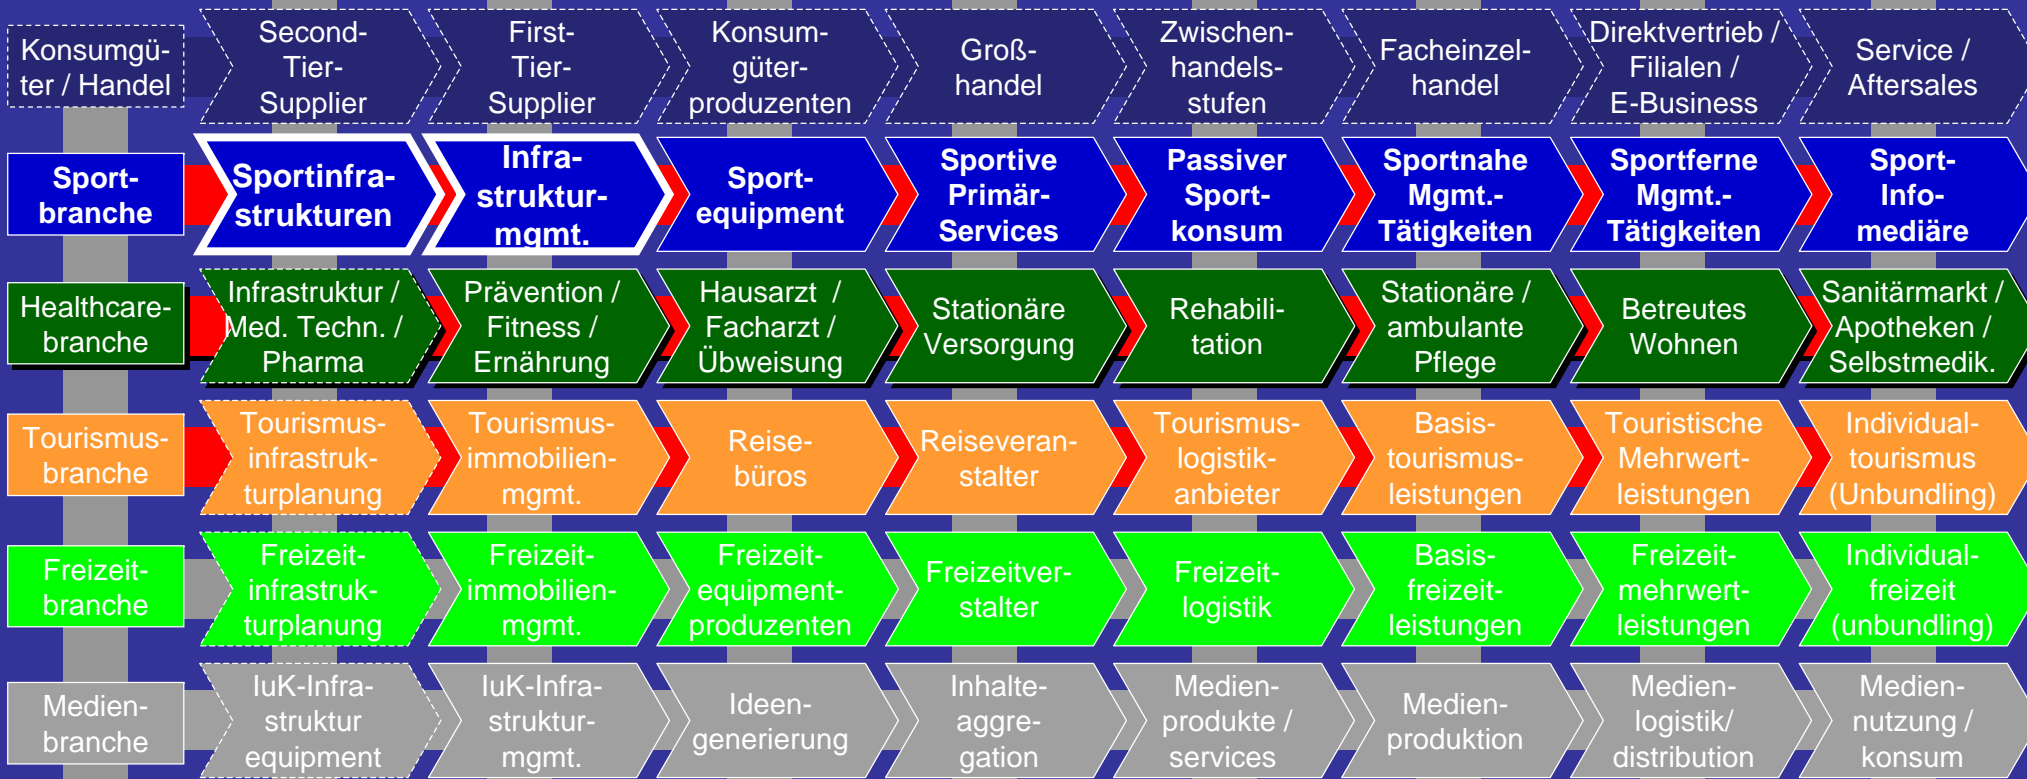 Konsumgü-
ter / Handel
Second-
Tier-
Supplier
First-
Tier-
Supplier
Konsum-
güter-
produzenten
Groß-
handel
Zwischen-
handels-
stufen
Facheinzel-
handel
Direktvertrieb /
Filialen /
E-Business
Service /
Aftersales
Sport-
branche
Sportinfra-
strukturen
Infra-
struktur-
mgmt.
Sport-
equipment
Sportive
Primär-
Services
Passiver
Sport-
konsum
Sportnahe
Mgmt.-
Tätigkeiten
Sportferne
Mgmt.-
Tätigkeiten
Sport-
Info-
mediäre
Healthcare-
branche
Infrastruktur /
Med. Techn. /
Pharma
Prävention /
Fitness /
Ernährung
Hausarzt /
Facharzt /
Übweisung
Stationäre
Versorgung
Rehabili-
tation
Stationäre /
ambulante
Pflege
Betreutes
Wohnen
Sanitärmarkt /
Apotheken /
Selbstmedik.
Tourismus-
branche
Tourismus-
infrastruk-
turplanung
Tourismus-
immobilien-
mgmt.
Reise-
büros
Reiseveran-
stalter
Tourismus-
logistik-
anbieter
Basis-
tourismus-
leistungen
Touristische
Mehrwert-
leistungen
Individual-
tourismus
(Unbundling)
Freizeit-
branche
Freizeit-
infrastruk-
turplanung
Freizeit-
immobilien-
mgmt.
Freizeit-
equipment-
produzenten
Freizeitver-
stalter
Freizeit-
logistik
Basis-
freizeit-
leistungen
Freizeit-
mehrwert-
leistungen
Individual-
freizeit
(unbundling)
Medien-
branche
IuK-Infra-
struktur
equipment
IuK-Infra-
struktur-
mgmt.
Ideen-
generierung
Inhalte-
aggre-
gation
Medien-
produkte /
services
Medien-
produktion
Medien-
logistik/
distribution
Medien-
nutzung /
konsum